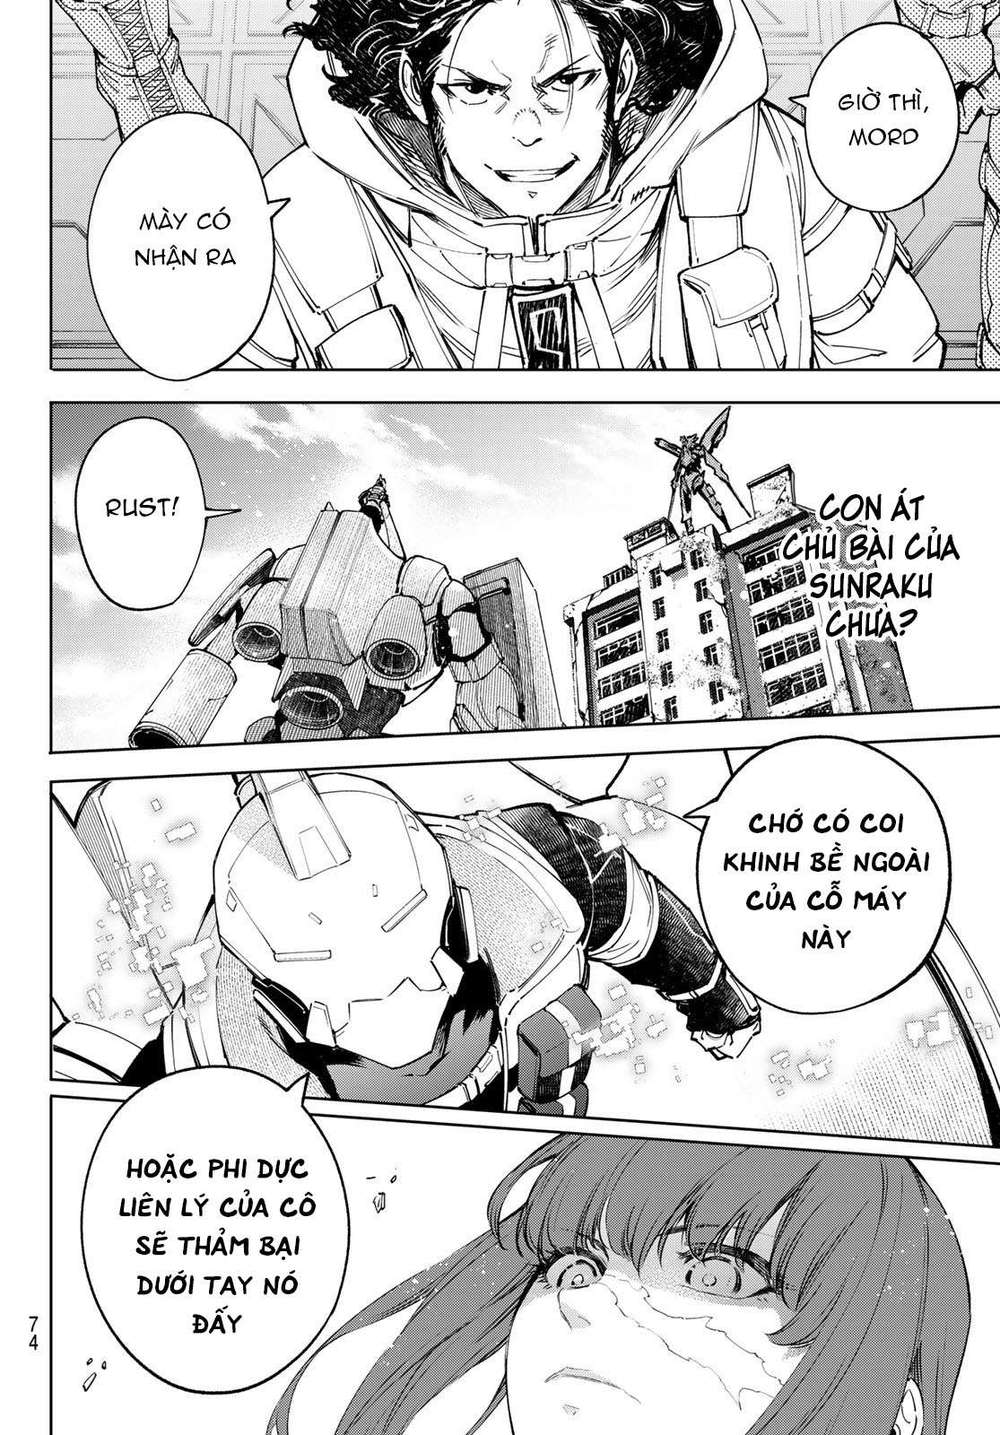 GIỜ THÌ,
MORD
MÀY CÓ
NHẬN RA
CON ÁT
CHỦ BÀI CỦA
SUNRAKU
CHƯA?
RUST!
CHỚ CÓ COI
KHINH BỀ NGOÀI
CỦA CỖ MÁY
NÀY
HOẶC PHI DỰC
LIÊN LÝ CỦA CÔ
SẼ THẢM BẠI
DƯỚI TAY NÓ
ĐẤY
74